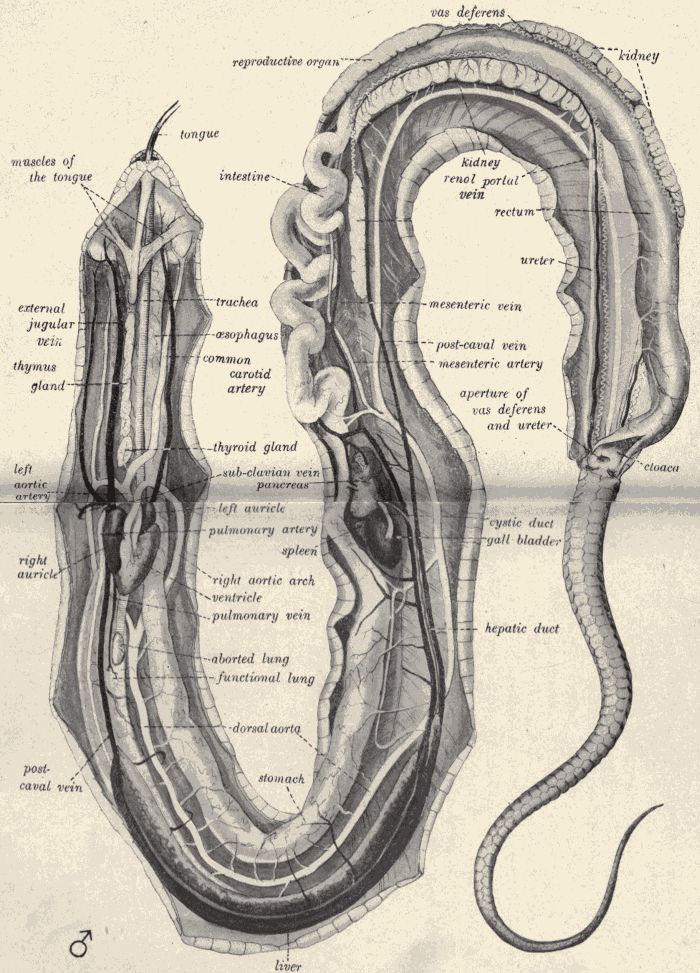 vas deferens
kidney
reproductive organ
tongue
muscles of
the tongue
intestine
kidney
renol portal
vein
rectum
ureter
trachea
external
jugular
vein
œsophagus
common
carotid
artery
thymus
gland
mesenteric vein
post-caval vein
mesenteric artery
aperture of
vas deferens
and ureter
thyroid gland
cloaca
left
aortic
artery
sub-clavian vein
pancreas
left auricle
pulmonary artery
spleen
cystic duct
gall bladder
right
auricle
right aortic arch
ventricle
pulmonary vein
hepatic duct
aborted lung
functional lung
dorsal aorta
post-
caval vein
stomach
♂
liver